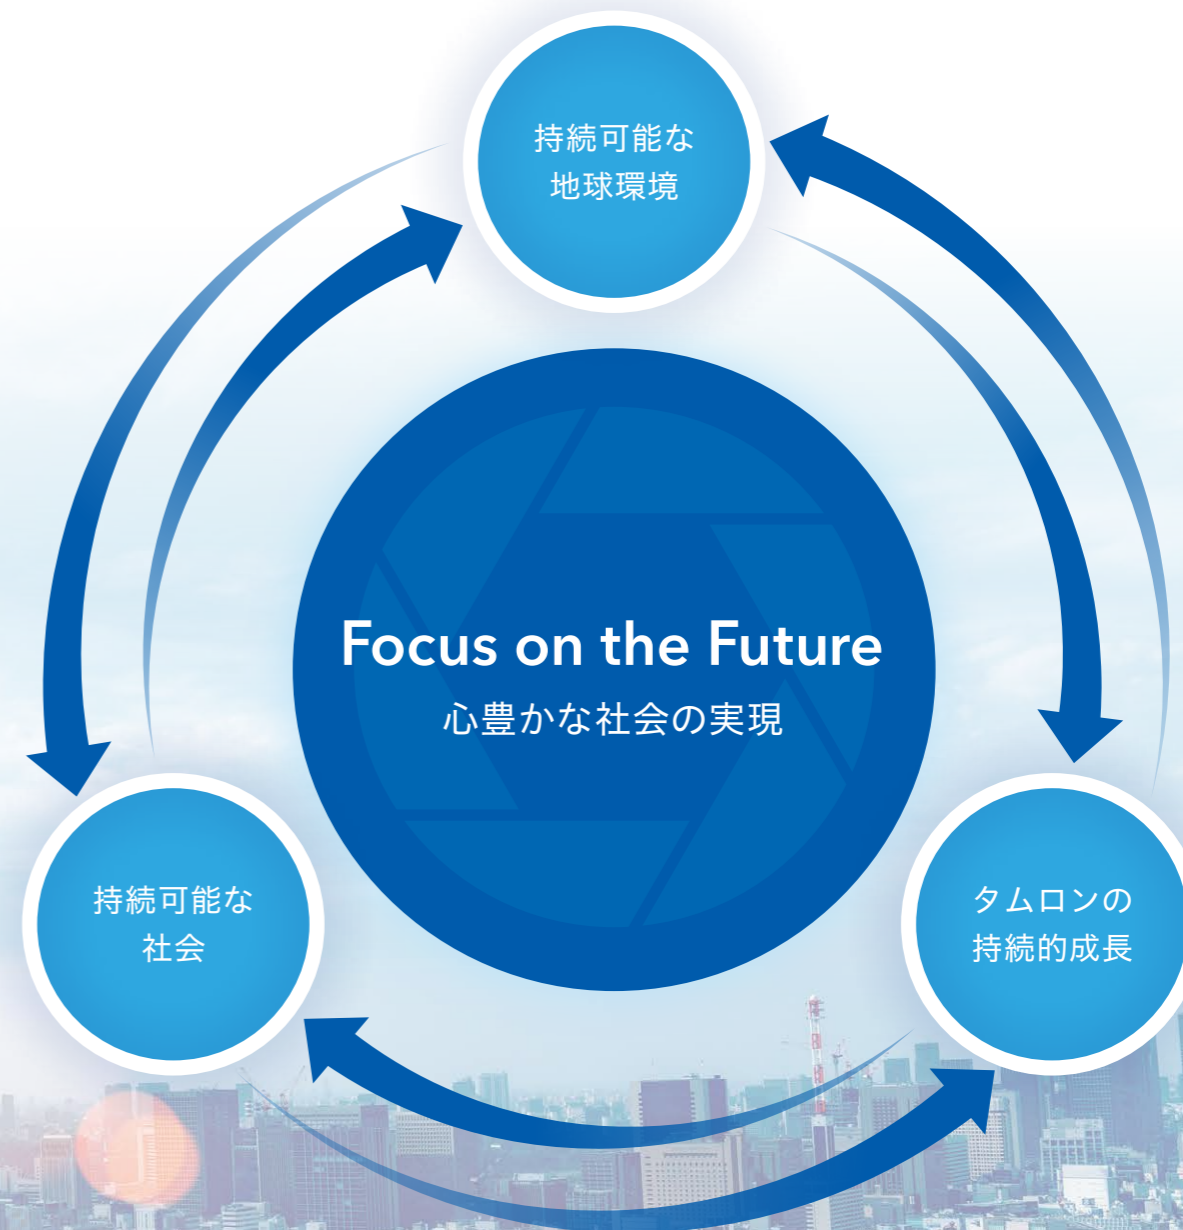 持続可能な
地球環境
Focus on the Future
心豊かな社会の実現
持続可能な
社会
タムロンの
持続的成長